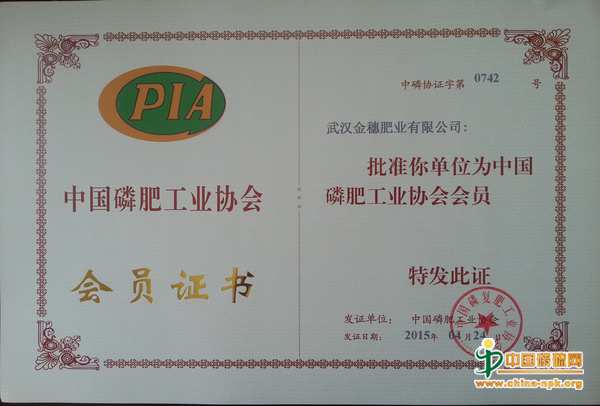 PIA
中国磷肥工业协会
会员证书
中磷协证字第 0742 号
武汉金穗肥业有限公司:
批准你单位为中国
磷肥工业协会会员
特发此证
发证单位: 中国磷肥工业协会
发证日期: 2015年 04月24日
中国磷复肥工业协会
中国磷硫网
www.china-npk.org